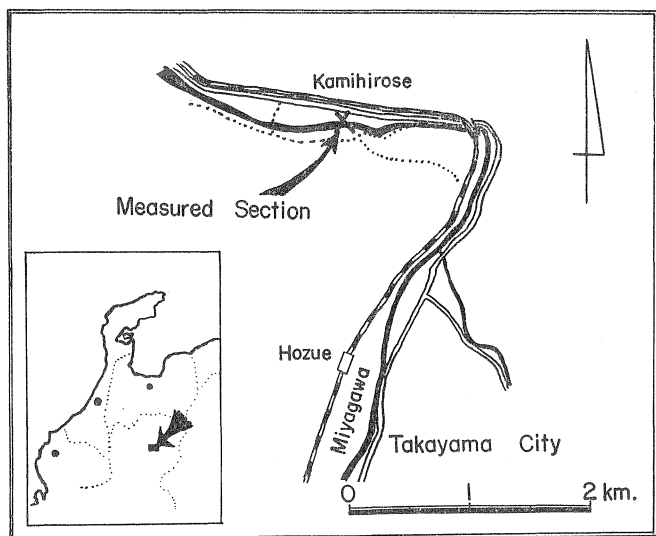 Kamihirose
Measured Section
Hozue
Miyagawa
Takayama City
0 1 2 km.